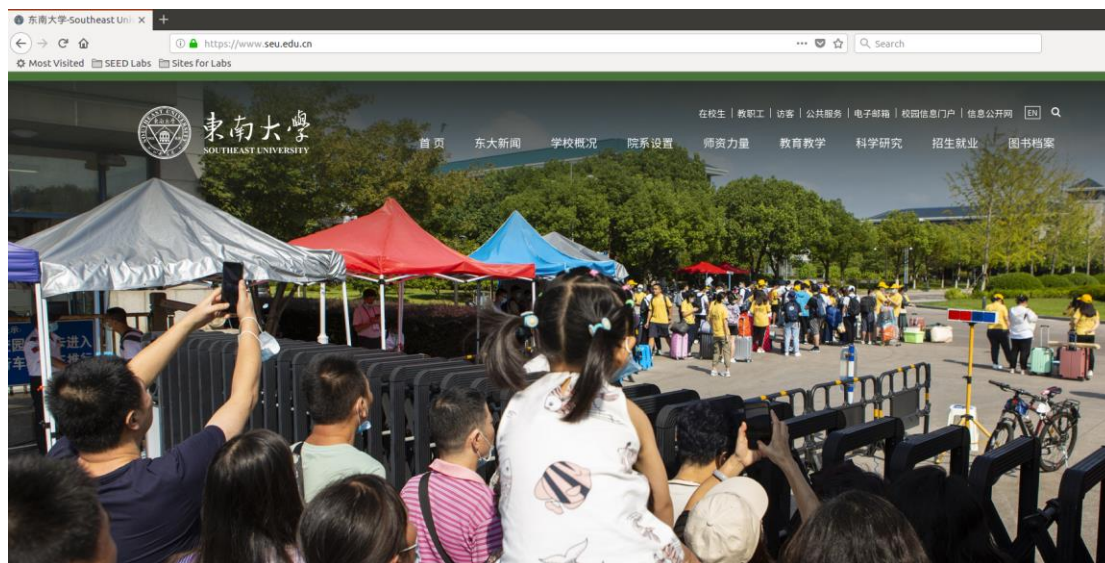 东南大学-Southeast Uni
https://www.seu.edu.cn
Search
Most Visited SEED Labs Sites for Labs
在校生 | 教职工 | 访客 | 公共服务 | 电子邮箱 | 校园信息门户 | 信息公开网 EN
東南大學
SOUTHEAST UNIVERSITY
首页 东大新闻 学校概况 院系设置 师资力量 教育教学 科学研究 招生就业 图书档案